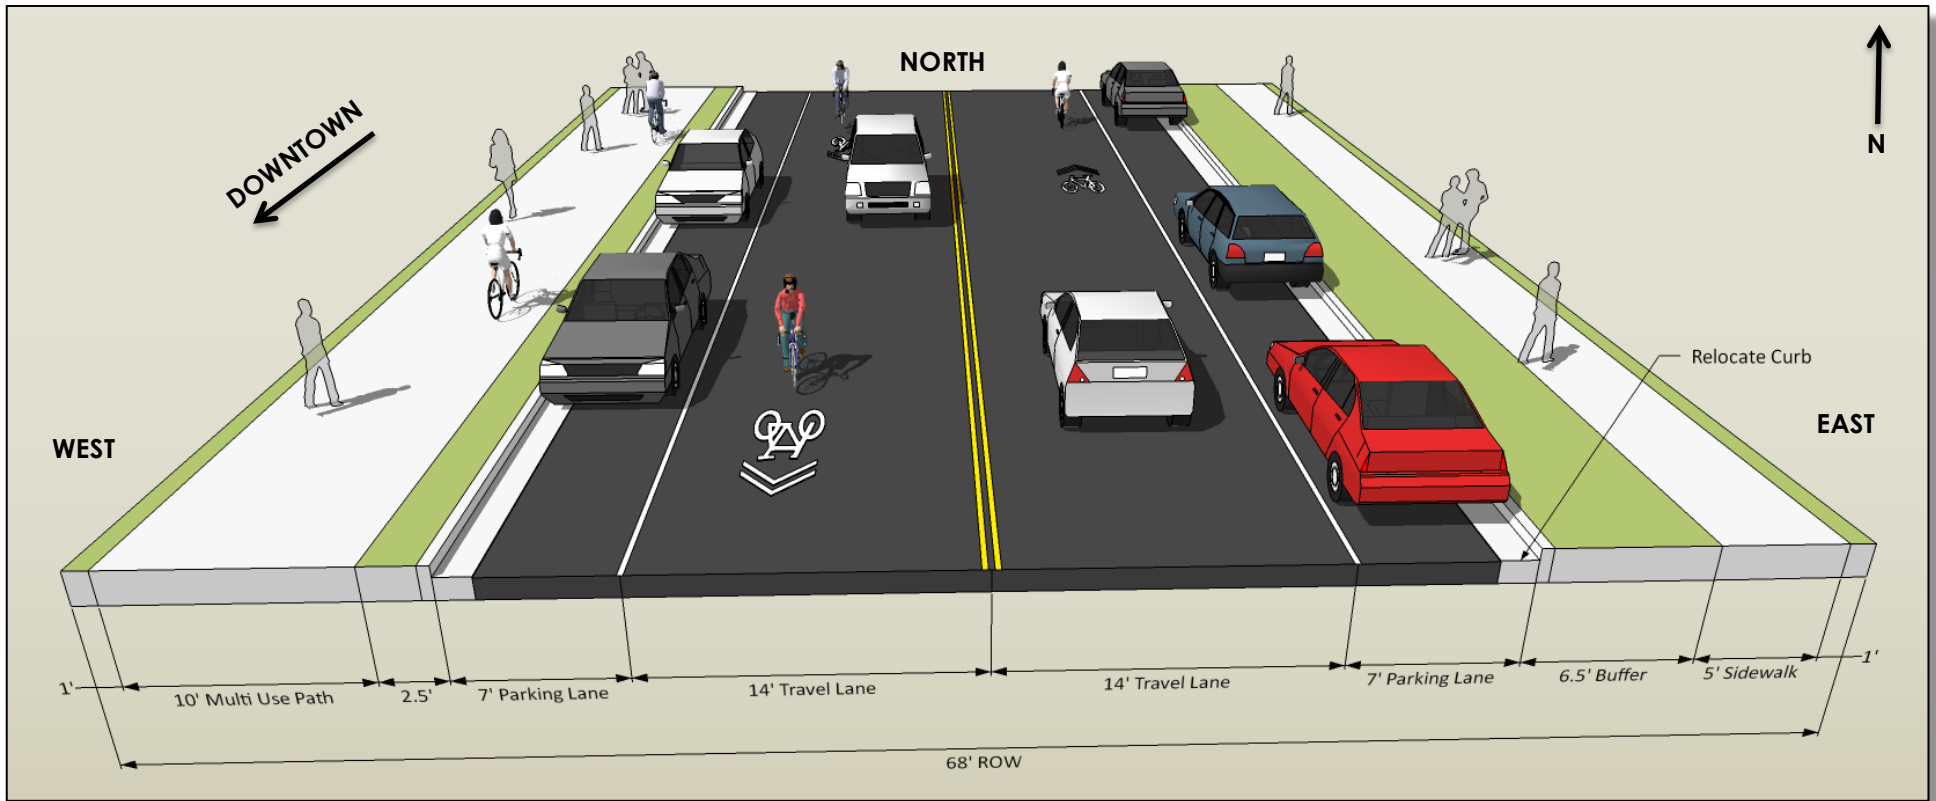 NORTH
N
DOWNTOWN
Relocate Curb
WEST
EAST
1'
10' Multi Use Path
2.5'
7' Parking Lane
14' Travel Lane
14' Travel Lane
7' Parking Lane
6.5' Buffer
5' Sidewalk
1'
68' ROW